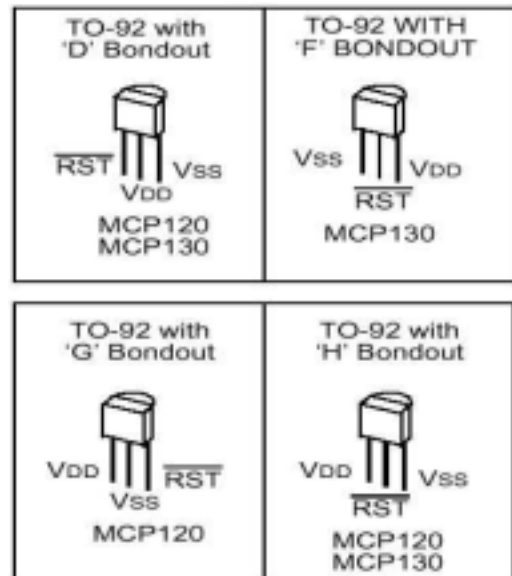 TO-92 with
'D' Bondout
RST
VDD
VSS
MCP120
MCP130
TO-92 WITH
'F' BONDOUT
VSS
RST
VDD
MCP130
TO-92 with
'G' Bondout
VDD
VSS
RST
MCP120
TO-92 with
'H' Bondout
VDD
RST
VSS
MCP120
MCP130